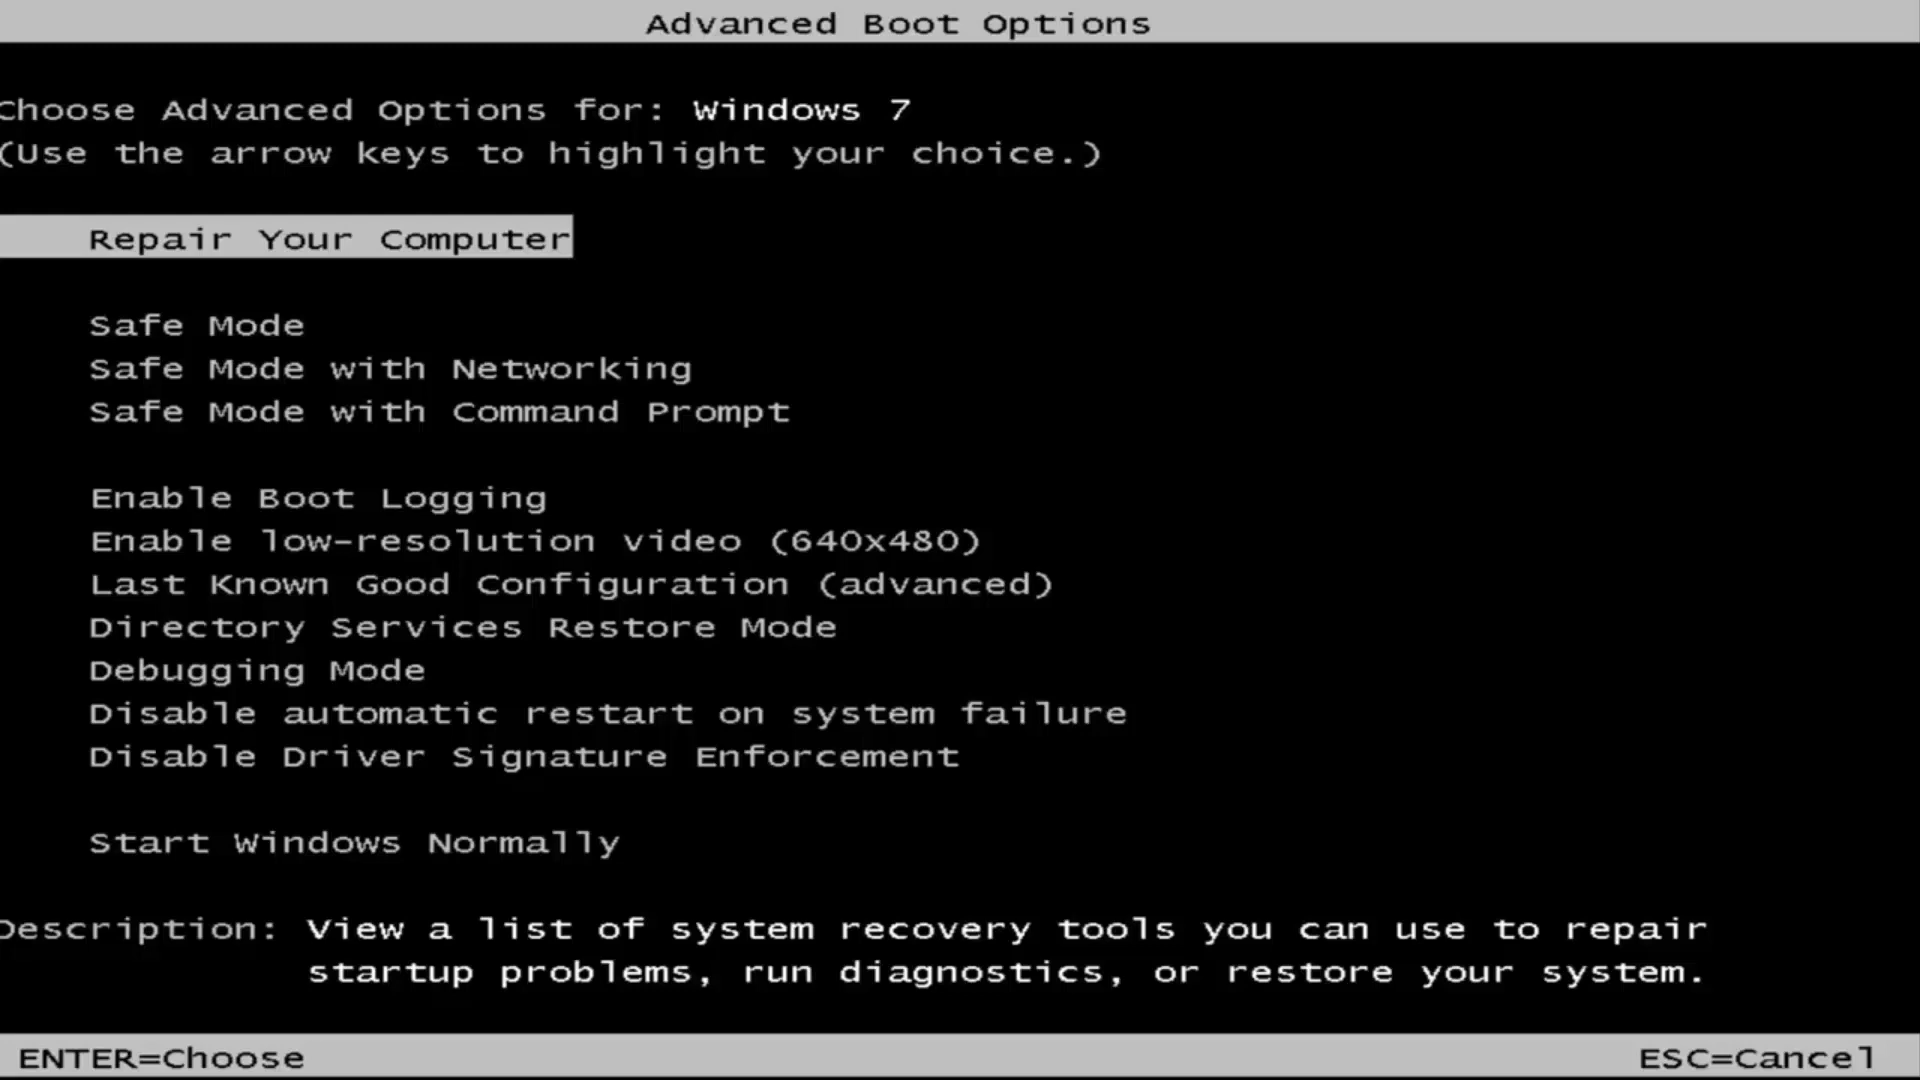 Advanced Boot Options
Choose Advanced Options for: Windows 7
(Use the arrow keys to highlight your choice.)
Repair Your Computer
Safe Mode
Safe Mode with Networking
Safe Mode with Command Prompt
Enable Boot Logging
Enable low-resolution video (640x480)
Last Known Good Configuration (advanced)
Directory Services Restore Mode
Debugging Mode
Disable automatic restart on system failure
Disable Driver Signature Enforcement
Start Windows Normally
Description: View a list of system recovery tools you can use to repair
startup problems, run diagnostics, or restore your system.
ENTER=Choose ESC=Cancel